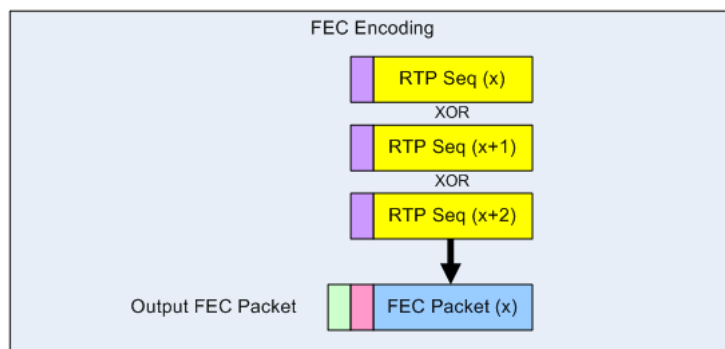 FEC Encoding
RTP Seq (x)
XOR
RTP Seq (x+1)
XOR
RTP Seq (x+2)
Output FEC Packet
FEC Packet (x)